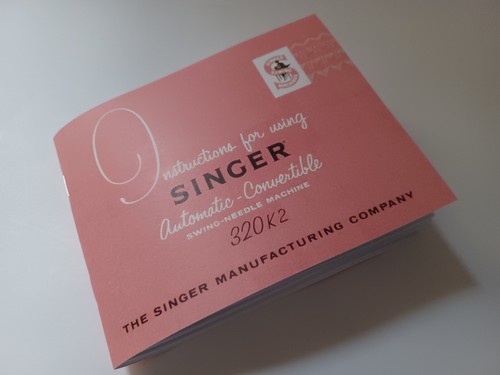 S
Instructions for using
SINGER
Automatic-Convertible
SWING-NEEDLE MACHINE
320K2
THE SINGER MANUFACTURING COMPANY